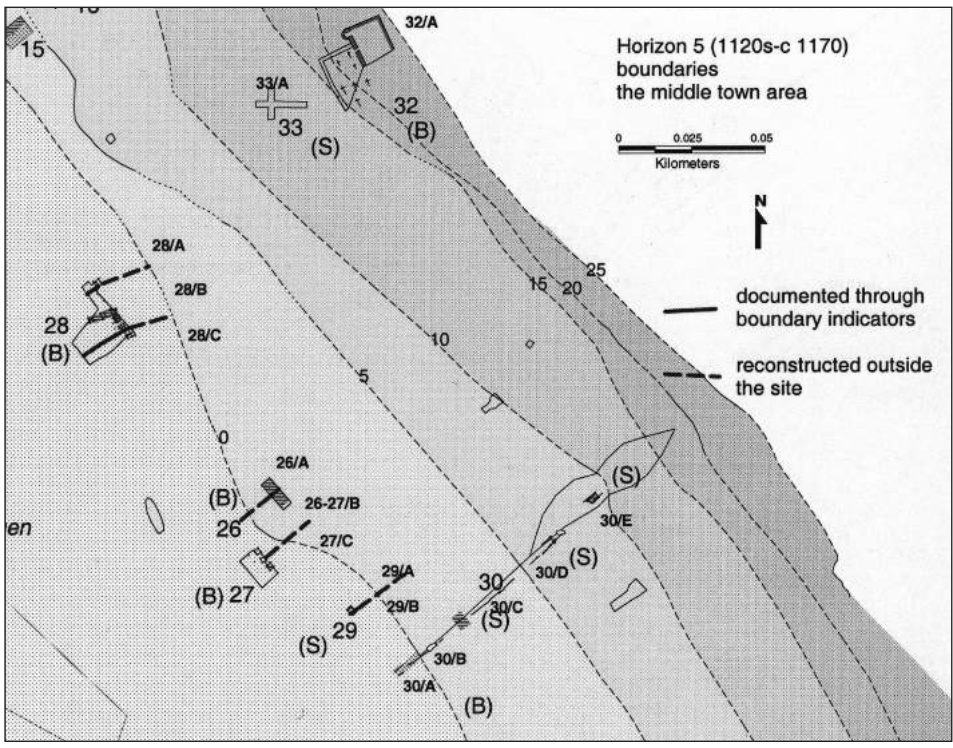 32/A
15
33/A
33
32
(B)
(S)
Horizon 5 (1120s-c 1170)
boundaries
the middle town area
0
0.025
0.05
Kilometers
N
28/A
28/B
28
28/C
(B)
15
20
25
documented through
boundary indicators
10
reconstructed outside
the site
5
0
26/A
(B)
26-27/B
26
27/C
en
(B) 27
(S)
30/E
29/A
30
30/D
(S)
29/B
30/C
(S)
29
(S)
30/B
30/A
(B)